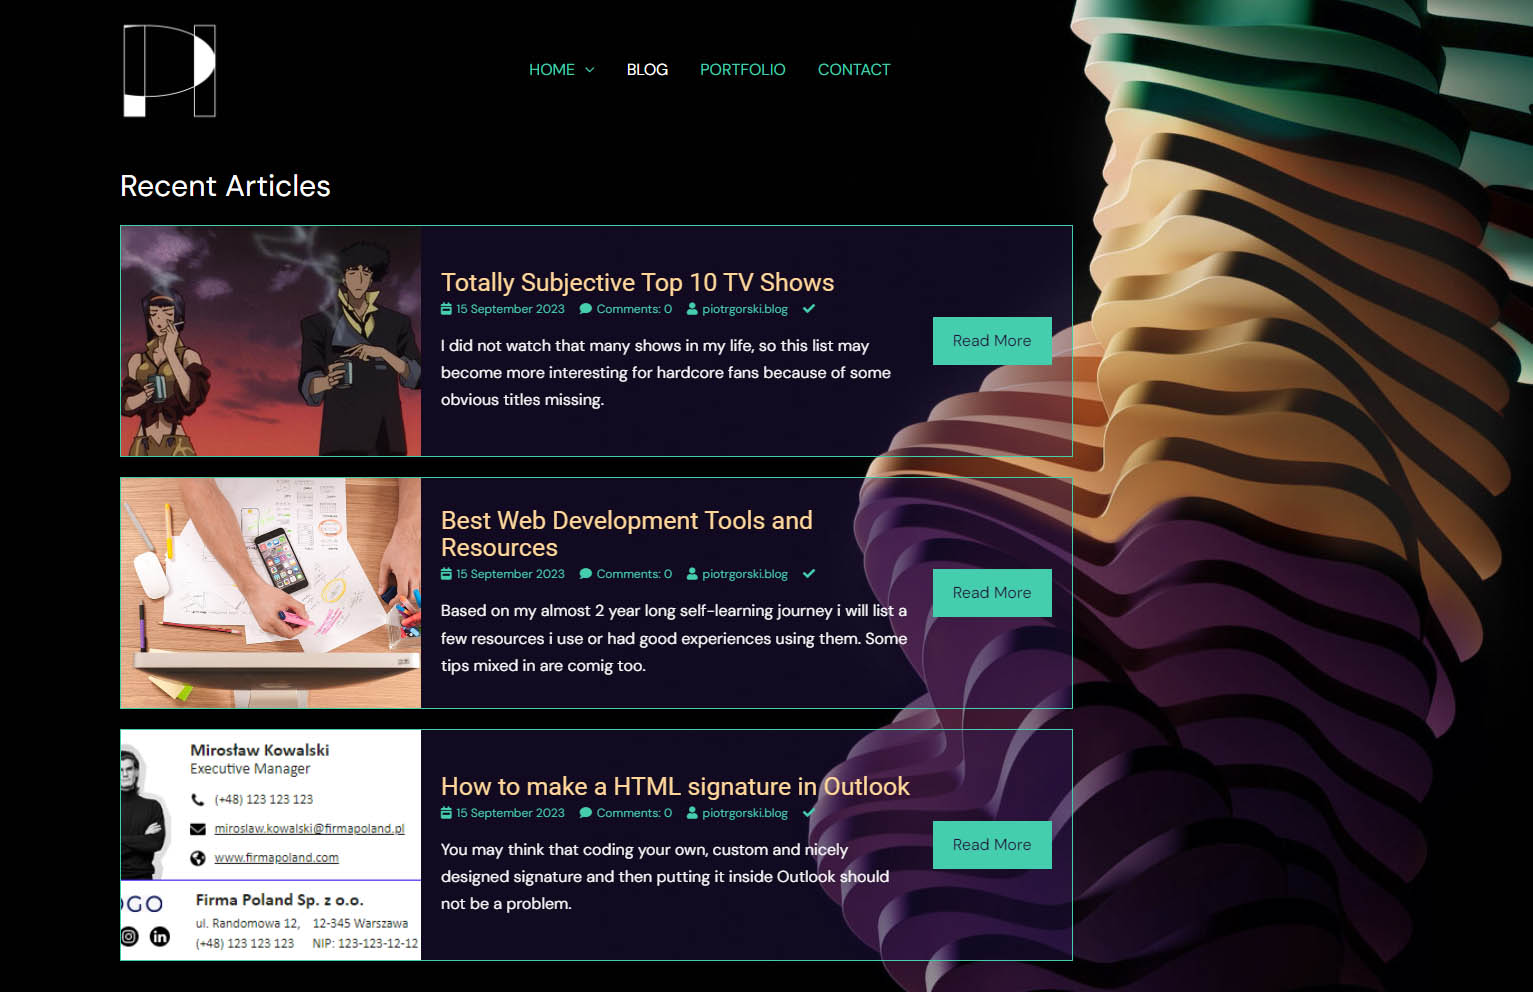 PI
HOME
BLOG
PORTFOLIO
CONTACT
Recent Articles
Totally Subjective Top 10 TV Shows
15 September 2023 Comments: 0 piotrgorski.blog
I did not watch that many shows in my life, so this list may
become more interesting for hardcore fans because of some
obvious titles missing.
Read More
Best Web Development Tools and
Resources
15 September 2023 Comments: 0 piotrgorski.blog
Based on my almost 2 year long self-learning journey i will list a
few resources i use or had good experiences using them. Some
tips mixed in are comig too.
Read More
Mirosław Kowalski
Executive Manager
(+48) 123 123 123
miroslaw.kowalski@firmapoland.pl
www.firmapoland.com
OGO
Firma Poland Sp. z o.o.
ul. Randomowa 12, 12-345 Warszawa
(+48) 123 123 123 NIP: 123-123-12-12
in
How to make a HTML signature in Outlook
15 September 2023 Comments: 0 piotrgorski.blog
You may think that coding your own, custom and nicely
designed signature and then putting it inside Outlook should
not be a problem.
Read More